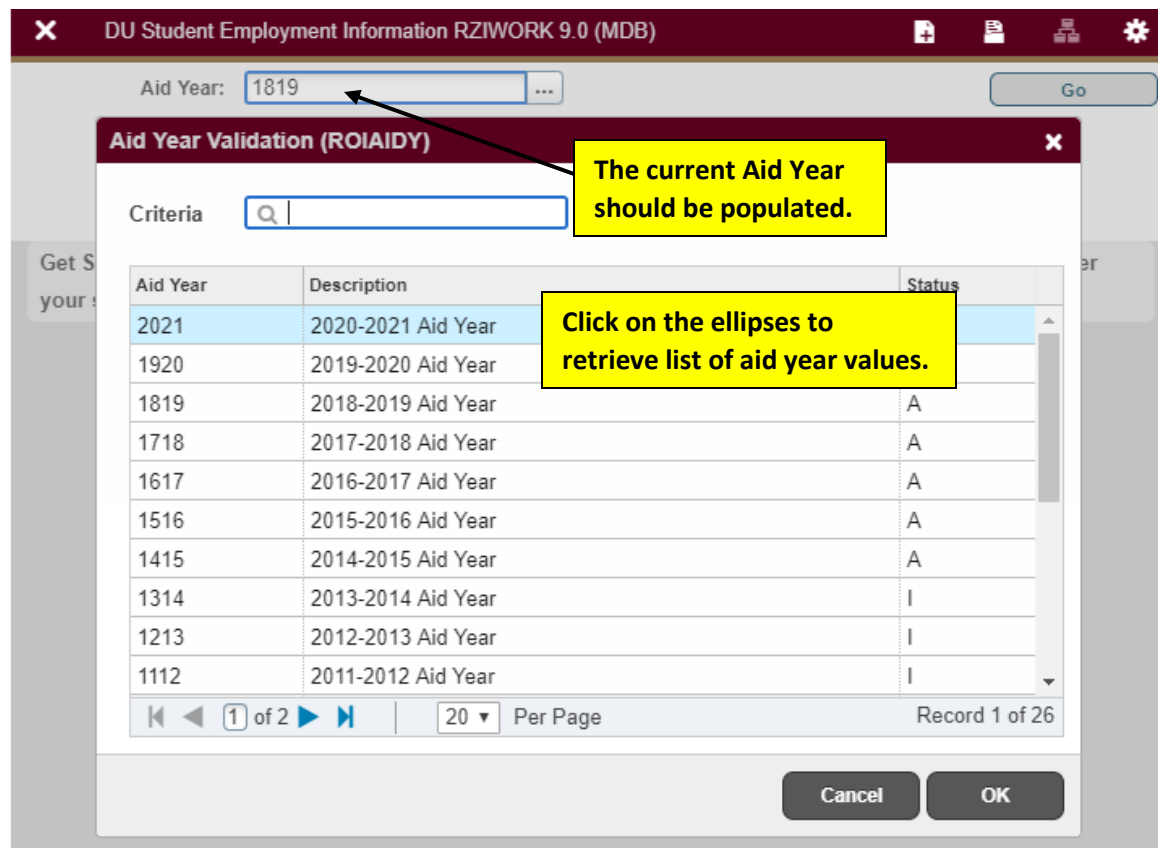 DU Student Employment Information RZIWORK 9.0 (MDB)
Aid Year: 1819 ... Go
Aid Year Validation (ROIAIDY)
The current Aid Year
should be populated.
Criteria
Get S
er
your s
Aid Year Description Status
Click on the ellipses to
retrieve list of aid year values.
2021 2020-2021 Aid Year
1920 2019-2020 Aid Year
1819 2018-2019 Aid Year A
1718 2017-2018 Aid Year A
1617 2016-2017 Aid Year A
1516 2015-2016 Aid Year A
1415 2014-2015 Aid Year A
1314 2013-2014 Aid Year I
1213 2012-2013 Aid Year I
1112 2011-2012 Aid Year I
1 of 2 20 Per Page Record 1 of 26
Cancel OK